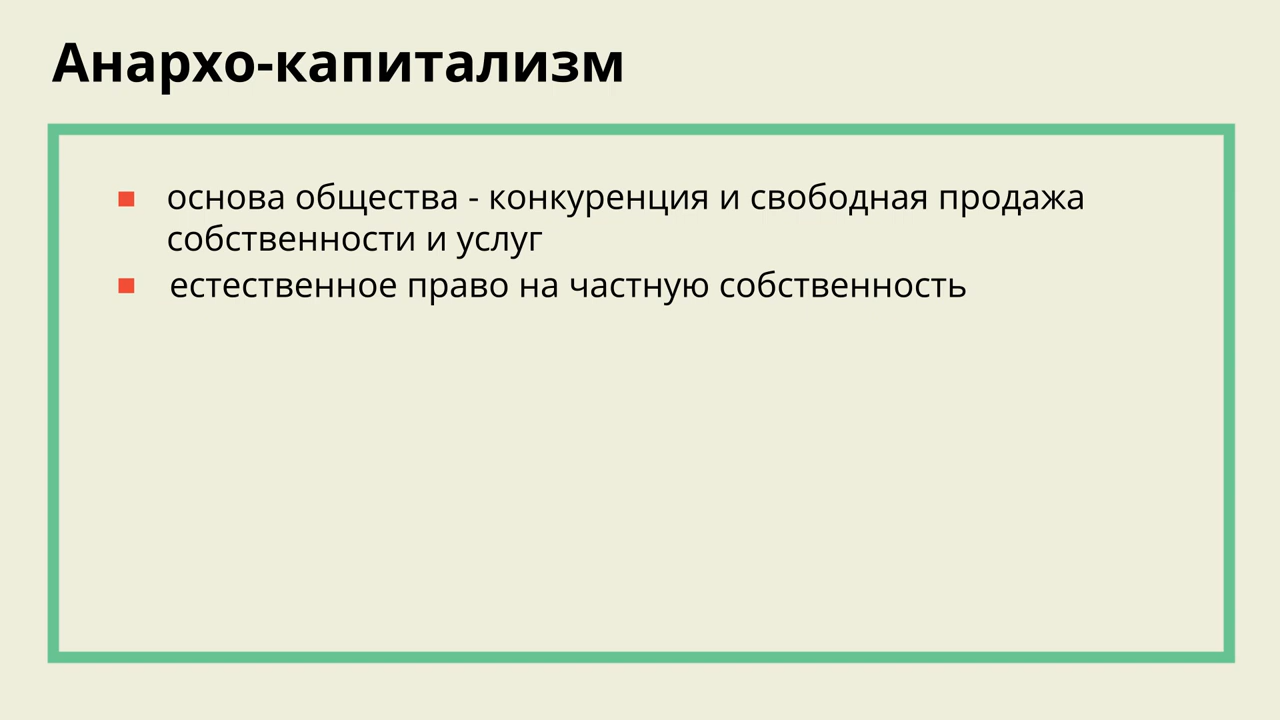 Анархо-капитализм
основа общества - конкуренция и свободная продажа
собственности и услуг
естественное право на частную собственность